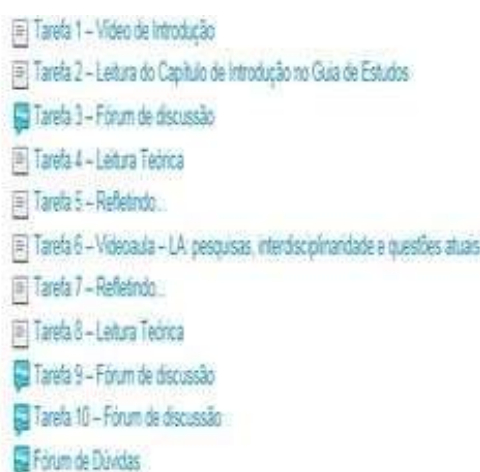 Tarefa 1 – Vídeo de Introdução
Tarefa 2 – Leitura do Capítulo de Introdução no Guia de Estudos
Tarefa 3 – Fórum de discussão
Tarefa 4 – Leitura Teórica
Tarefa 5 – Refletindo...
Tarefa 6 – Videoaula – LA: pesquisas, interdisciplinaridade e questões atuais
Tarefa 7 – Refletindo...
Tarefa 8 – Leitura Teórica
Tarefa 9 – Fórum de discussão
Tarefa 10 – Fórum de discussão
Fórum de Dúvidas